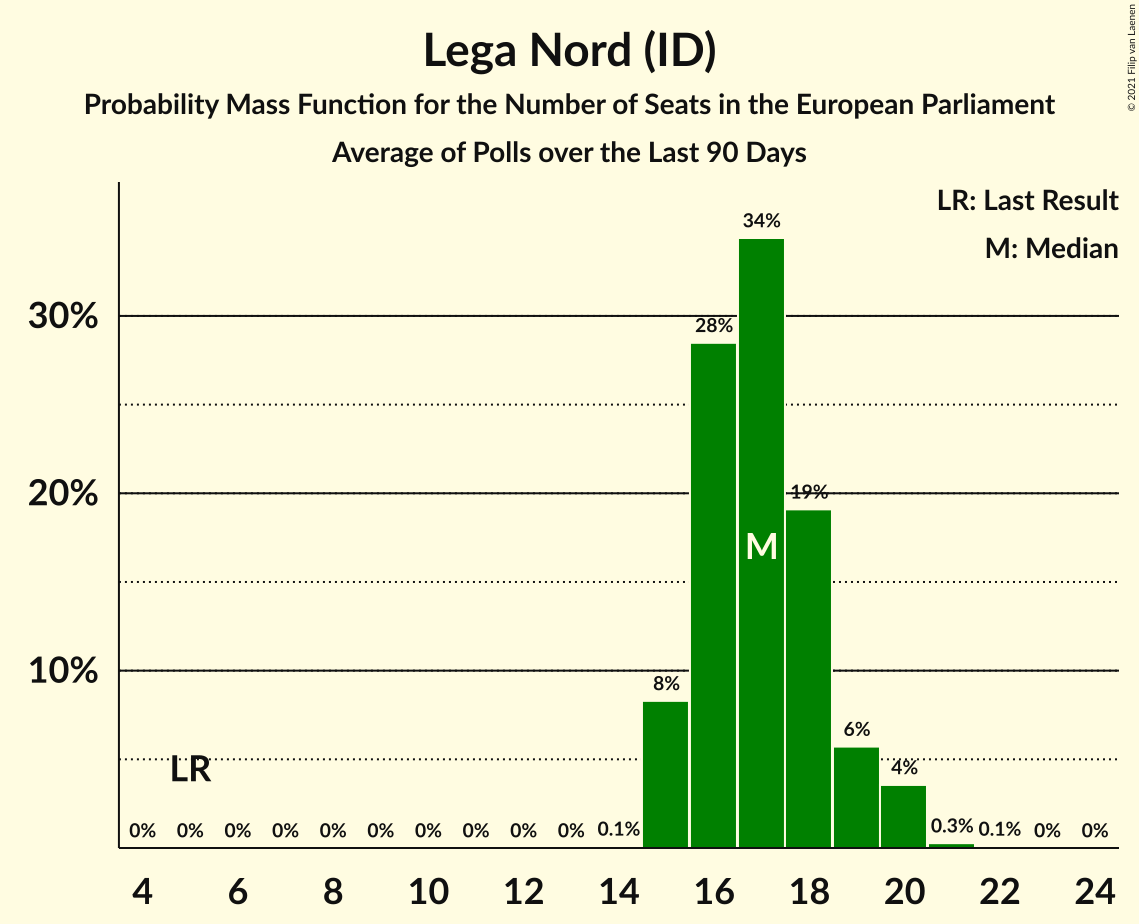 Lega Nord (ID)
Probability Mass Function for the Number of Seats in the European Parliament
Average of Polls over the Last 90 Days
© 2021 Filip van Laenen
LR: Last Result
M: Median
34%
30%
28%
20%
19%
M
10%
8%
6%
LR
4%
0% 0% 0% 0% 0% 0% 0% 0% 0% 0% 0.1% 0.3% 0.1% 0% 0%
4 6 8 10 12 14 16 18 20 22 24